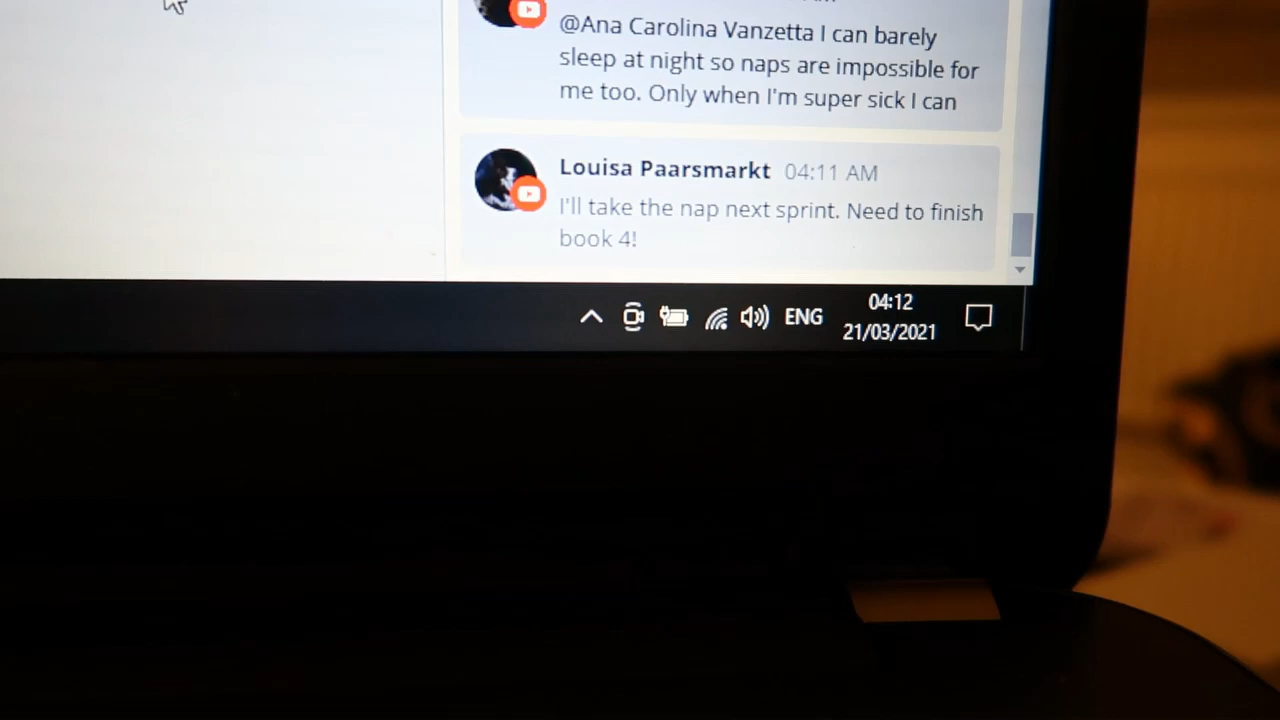 @Ana Carolina Vanzetta I can barely
sleep at night so naps are impossible for
me too. Only when I'm super sick I can
Louisa Paarsmarkt 04:11 AM
I'll take the nap next sprint. Need to finish
book 4!
ENG
04:12
21/03/2021